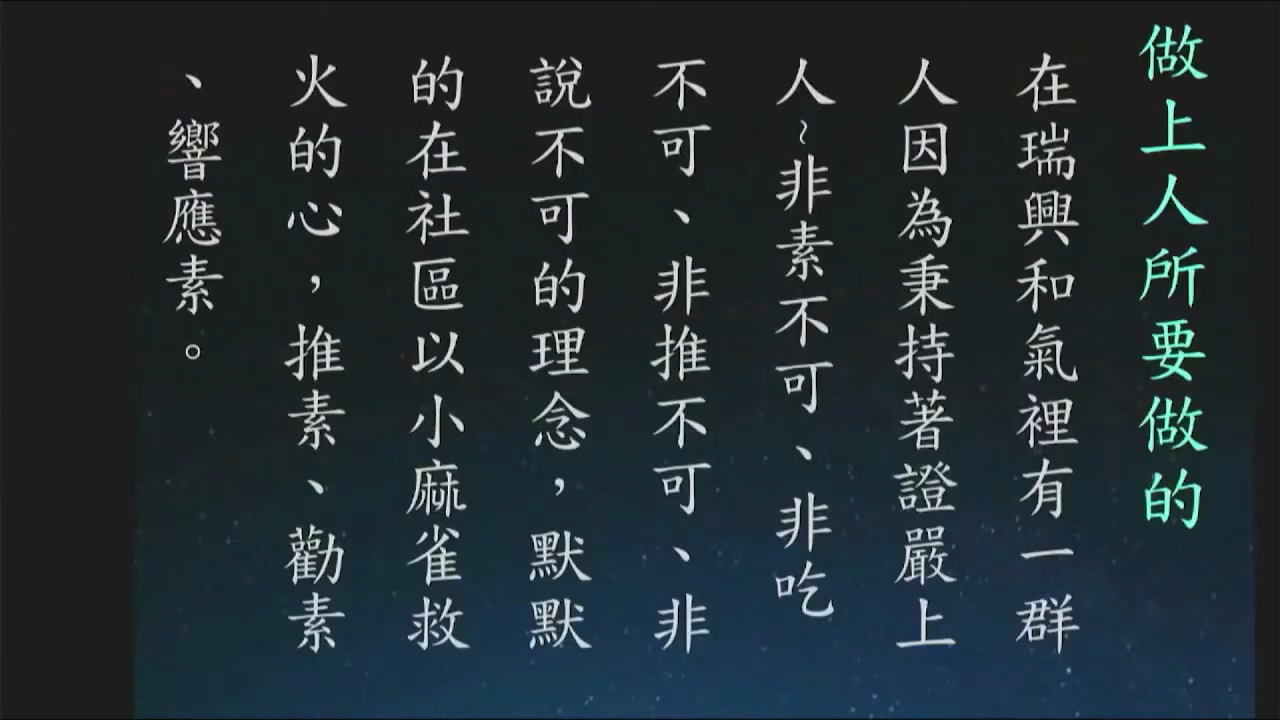 做上人所要做的
在瑞興和氣裡有一群
人因為秉持著證嚴上
人~非素不可、非吃
不可、非推不可、非
說不可的理念，默默
的在社區以小麻雀救
火的心，推素、勸素
、響應素。